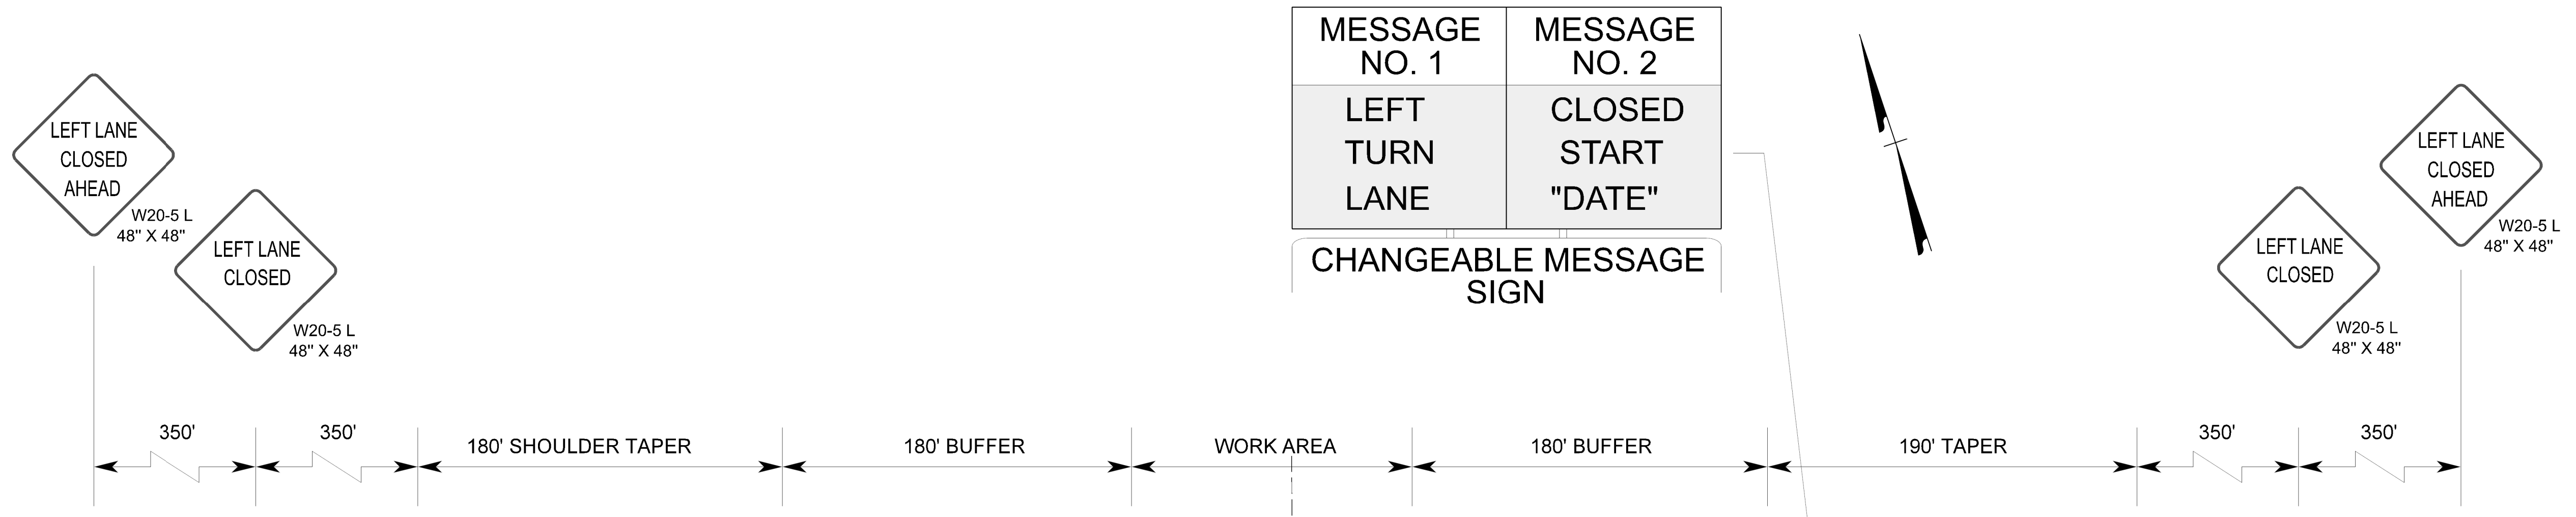 MESSAGE
NO. 1
MESSAGE
NO. 2
LEFT
TURN
LANE
CLOSED
START
"DATE"
CHANGEABLE MESSAGE
SIGN
LEFT LANE
CLOSED
AHEAD
W20-5 L
48" X 48"
LEFT LANE
CLOSED
W20-5 L
48" X 48"
LEFT LANE
CLOSED
W20-5 L
48" X 48"
LEFT LANE
CLOSED
AHEAD
W20-5 L
48" X 48"
350'
350'
180' SHOULDER TAPER
180' BUFFER
WORK AREA
180' BUFFER
190' TAPER
350'
350'